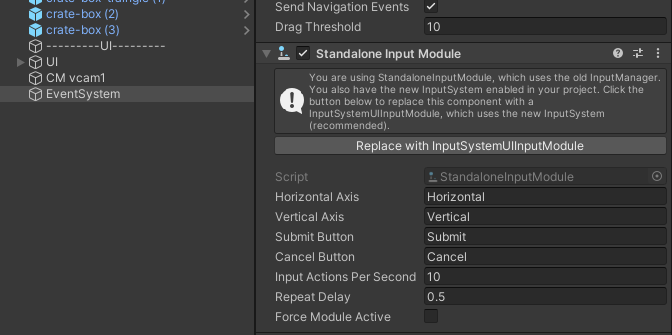 crate-box (2)
crate-box (3)
---------UI---------
UI
CM vcam1
EventSystem
Send Navigation Events
Drag Threshold 10
Standalone Input Module
You are using StandaloneInputModule, which uses the old InputManager.
You also have the new InputSystem enabled in your project. Click the
button below to replace this component with a
InputSystemUIInputModule, which uses the new InputSystem
(recommended).
Replace with InputSystemUIInputModule
Script StandaloneInputModule
Horizontal Axis Horizontal
Vertical Axis Vertical
Submit Button Submit
Cancel Button Cancel
Input Actions Per Second 10
Repeat Delay 0.5
Force Module Active